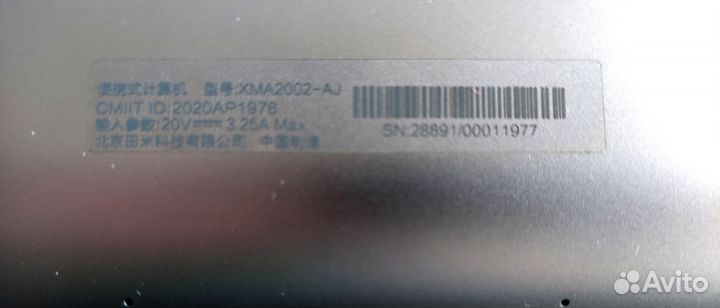 便携式计算机 型号:XMA2002-AJ
CMIIT ID:2020AP1978
输入参数:20V⎓3.25A Max
北京田米科技有限公司 中国制造
SN:28891/00011977
Avito